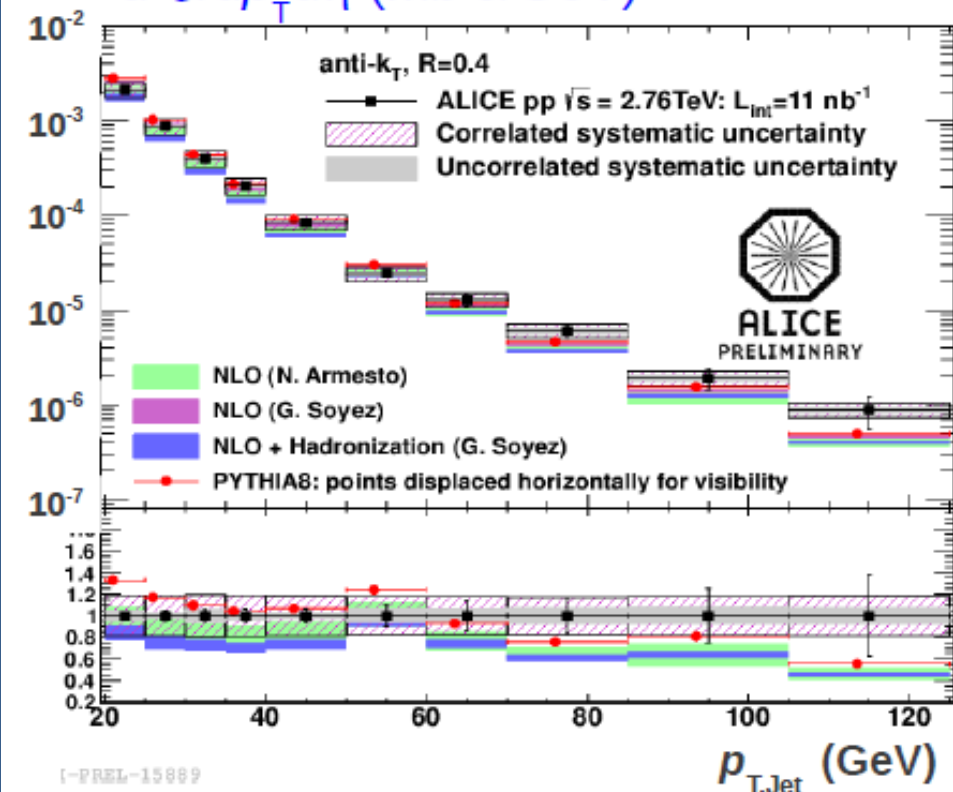 10⁻²
anti-k_T, R=0.4
ALICE pp √s = 2.76TeV: L_int=11 nb⁻¹
Correlated systematic uncertainty
Uncorrelated systematic uncertainty
10⁻³
10⁻⁴
10⁻⁵
ALICE
PRELIMINARY
NLO (N. Armesto)
NLO (G. Soyez)
NLO + Hadronization (G. Soyez)
PYTHIA8: points displaced horizontally for visibility
10⁻⁶
10⁻⁷
1.6
1.4
1.2
1
0.8
0.6
0.4
0.2
20 40 60 80 100 120
p_T,Jet (GeV)
-PREL-15889